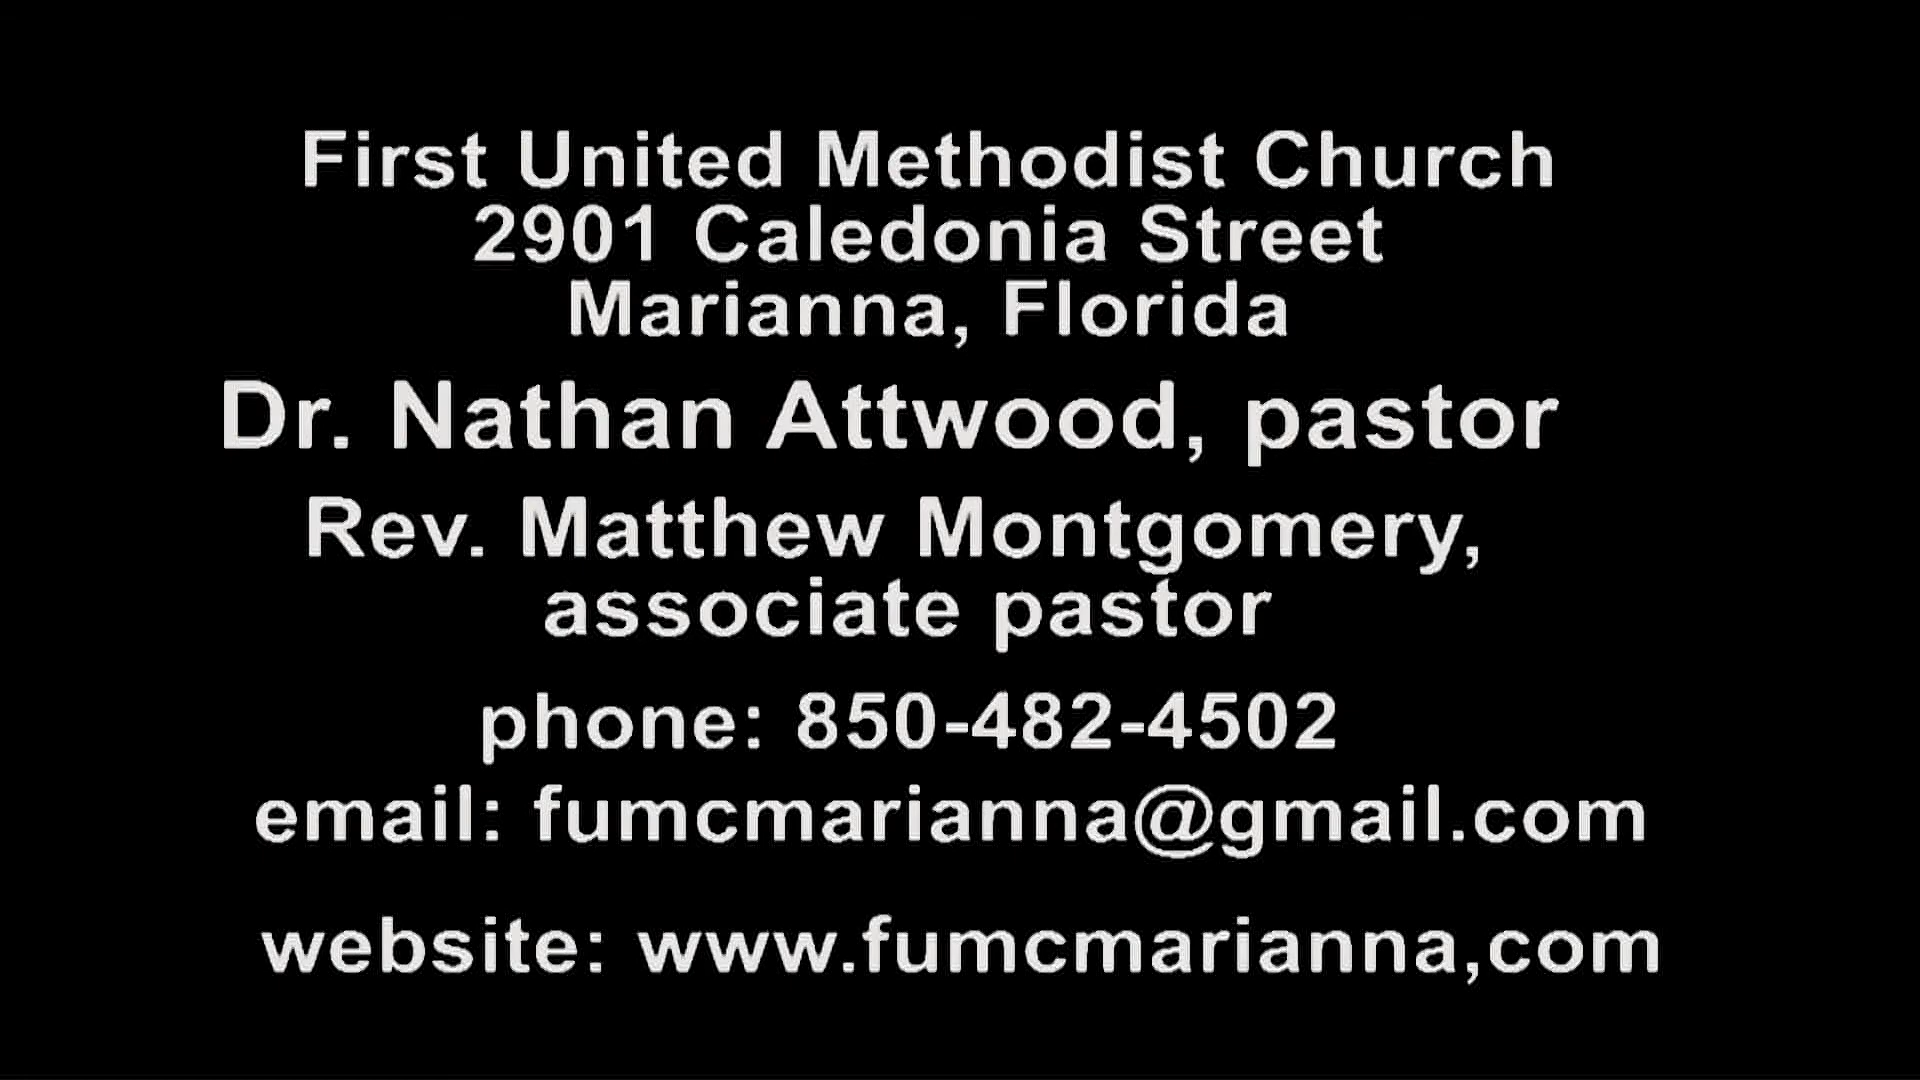 First United Methodist Church
2901 Caledonia Street
Marianna, Florida
Dr. Nathan Attwood, pastor
Rev. Matthew Montgomery,
associate pastor
phone: 850-482-4502
email: fumcmarianna@gmail.com
website: www.fumcmarianna,com